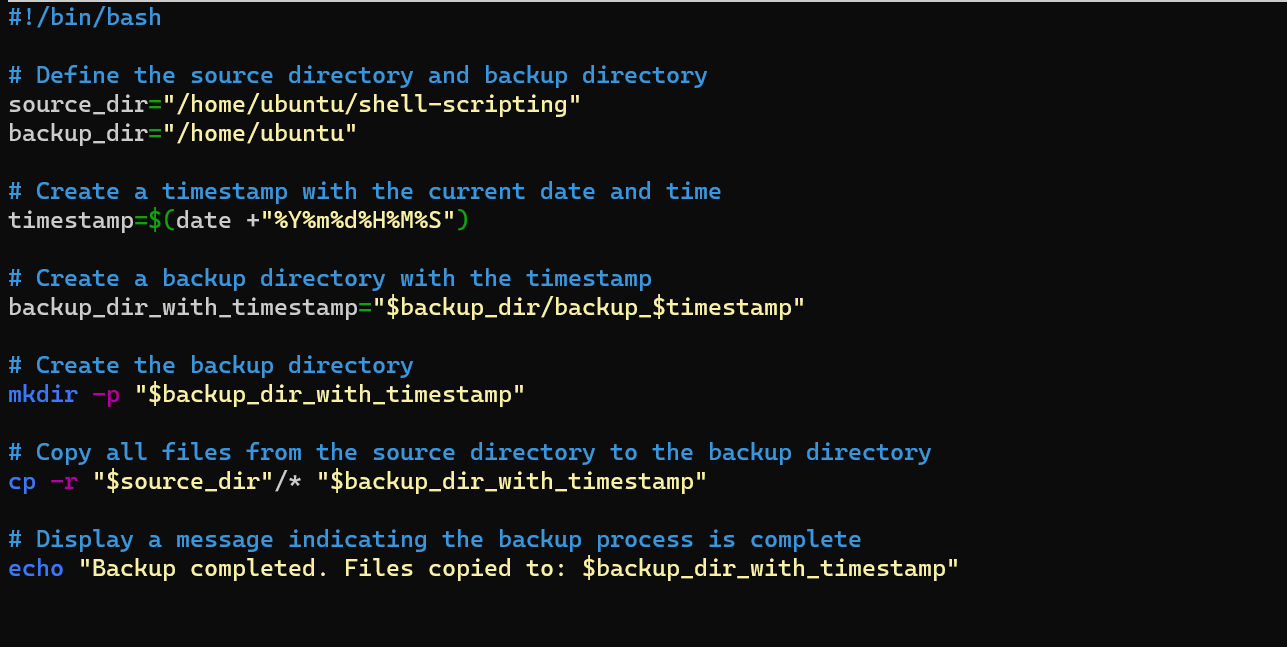 #!/bin/bash
# Define the source directory and backup directory
source_dir="/home/ubuntu/shell-scripting"
backup_dir="/home/ubuntu"
# Create a timestamp with the current date and time
timestamp=$(date +"%Y%m%d%H%M%S")
# Create a backup directory with the timestamp
backup_dir_with_timestamp="$backup_dir/backup_$timestamp"
# Create the backup directory
mkdir -p "$backup_dir_with_timestamp"
# Copy all files from the source directory to the backup directory
cp -r "$source_dir"/* "$backup_dir_with_timestamp"
# Display a message indicating the backup process is complete
echo "Backup completed. Files copied to: $backup_dir_with_timestamp"